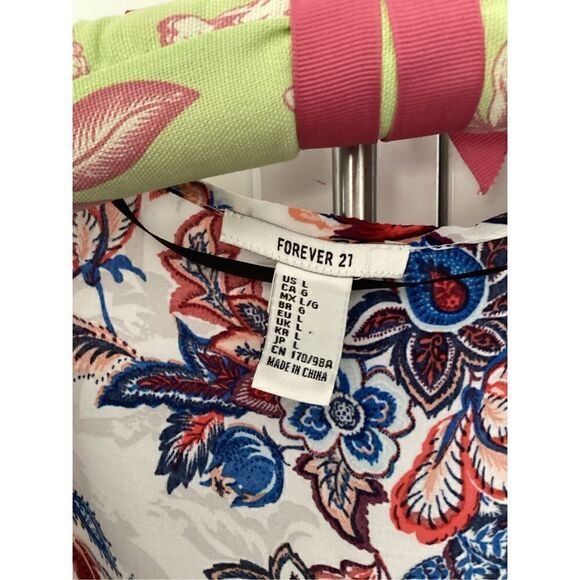 FOREVER 21
US L
CA G
MX L/G
BR G
EU L
UK L
KR L
JP L
CN 170/98A
MADE IN CHINA